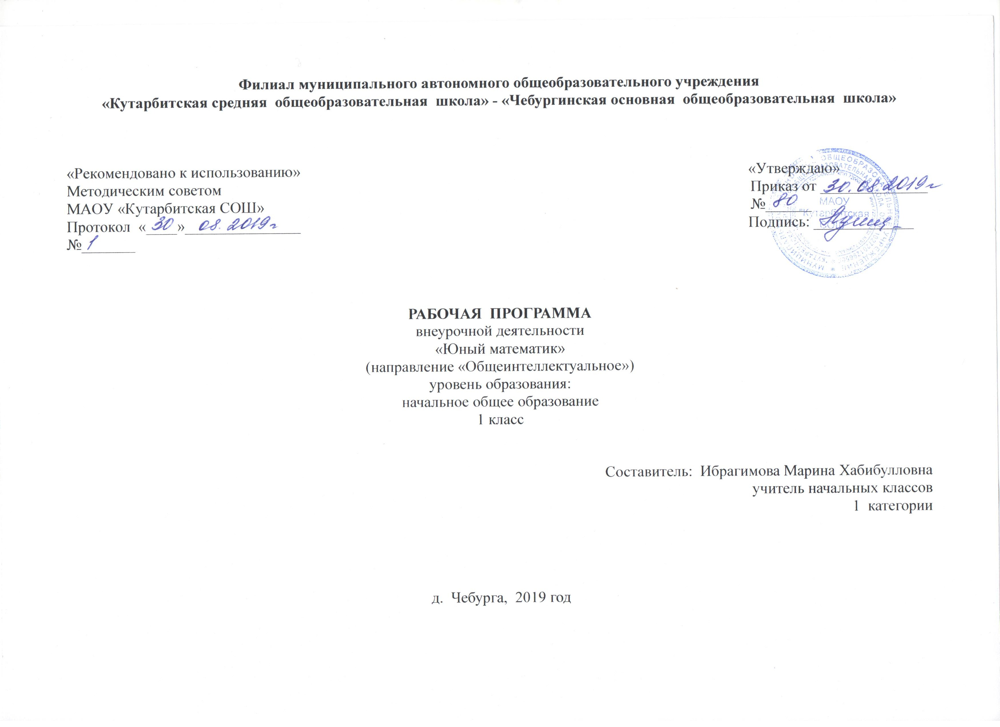 Филиал муниципального автономного общеобразовательного учреждения
«Кутарбитская средняя общеобразовательная школа» - «Чебургинская основная общеобразовательная школа»
«Рекомендовано к использованию»
Методическим советом
МАОУ «Кутарбитская СОШ»
Протокол «30» 08. 2019г
№ 1
«Утверждаю»
Приказ от 30.08.2019г
№ 80
Подпись:
МАОУ
"Кутарбитская
СОШ"
РАБОЧАЯ ПРОГРАММА
внеурочной деятельности
«Юный математик»
(направление «Общеинтеллектуальное»)
уровень образования:
начальное общее образование
1 класс
Составитель: Ибрагимова Марина Хабибулловна
учитель начальных классов
1 категории
д. Чебурга, 2019 год